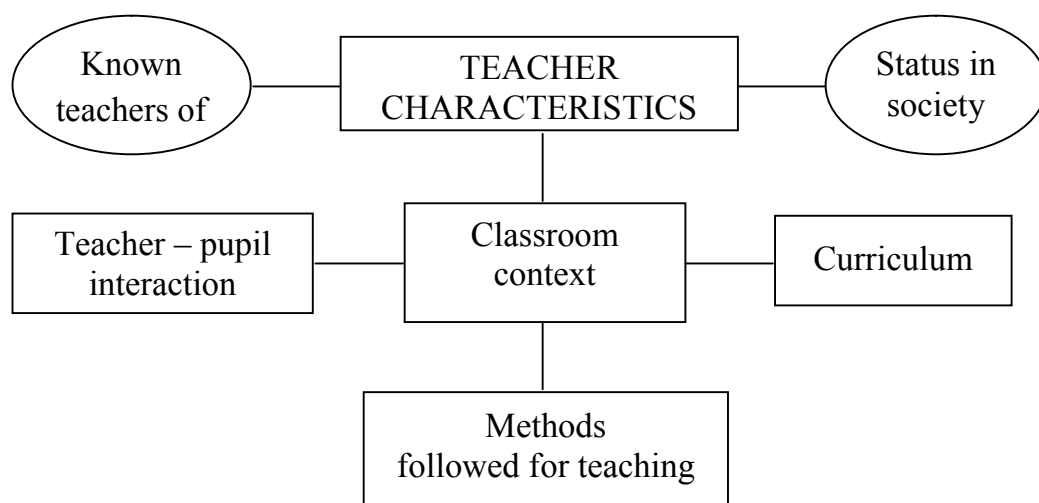 Known
teachers of
TEACHER
CHARACTERISTICS
Status in
society
Teacher – pupil
interaction
Classroom
context
Curriculum
Methods
followed for teaching